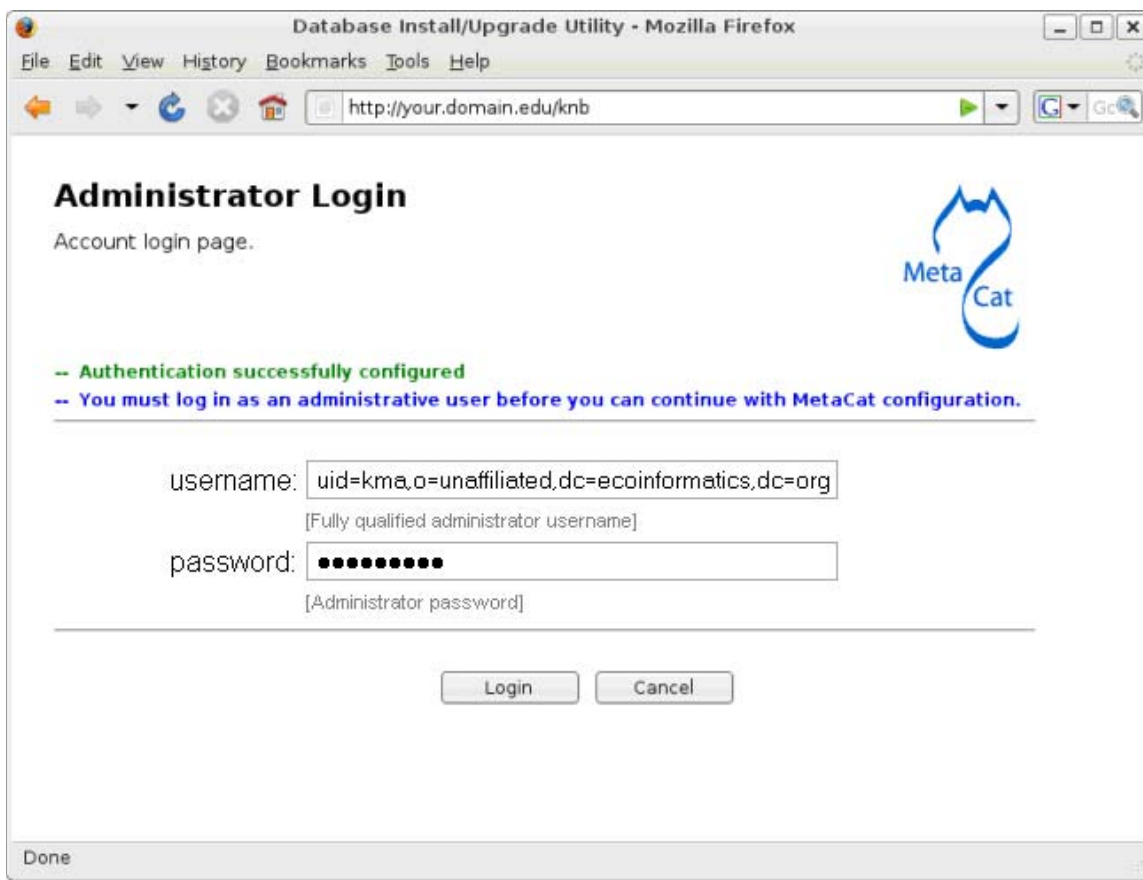 Database Install/Upgrade Utility - Mozilla Firefox
File Edit View History Bookmarks Tools Help
http://your.domain.edu/knb
G
Go
Administrator Login
Account login page.
Meta
Cat
-- Authentication successfully configured
-- You must log in as an administrative user before you can continue with MetaCat configuration.
username: uid=kma,o=unaffiliated,dc=ecoinformatics,dc=org
[Fully qualified administrator username]
password: ●●●●●●●●●
[Administrator password]
Login Cancel
Done